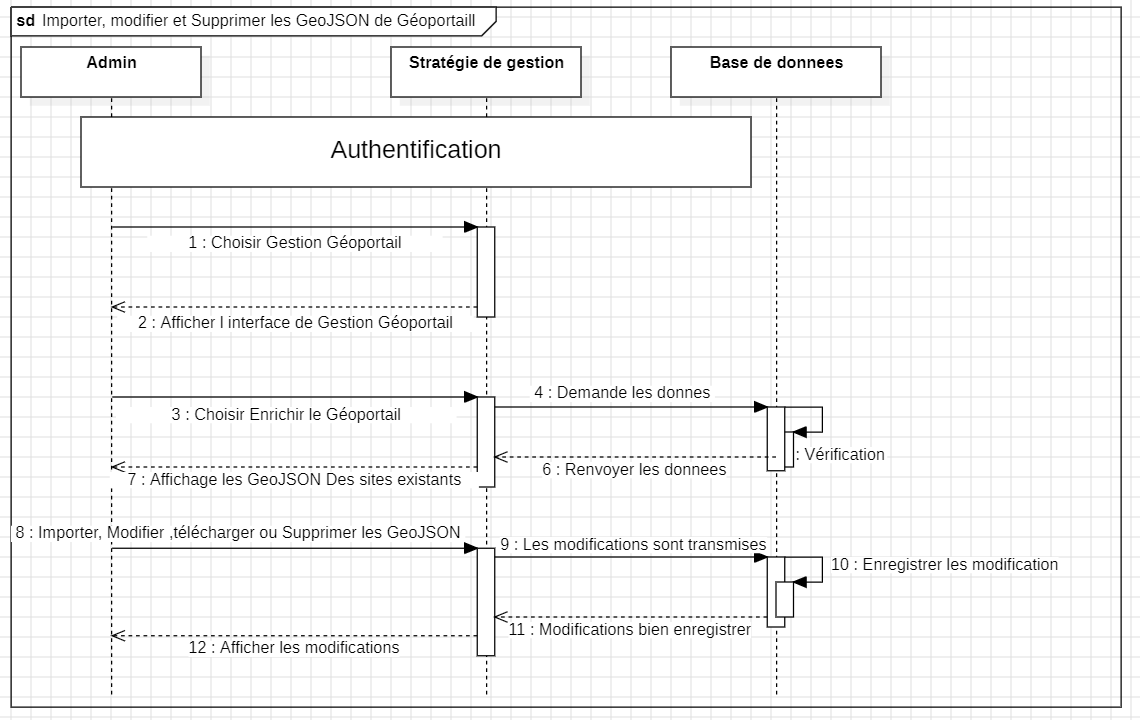 sd Importer, modifier et Supprimer les GeoJSON de Géoportaill
Admin
Stratégie de gestion
Base de donnees
Authentification
1 : Choisir Gestion Géoportail
2 : Afficher l interface de Gestion Géoportail
3 : Choisir Enrichir le Géoportail
4 : Demande les donnes
: Vérification
6 : Renvoyer les donnees
7 : Affichage les GeoJSON Des sites existants
8 : Importer, Modifier ,télécharger ou Supprimer les GeoJSON
9 : Les modifications sont transmises
10 : Enregistrer les modification
11 : Modifications bien enregistrer
12 : Afficher les modifications